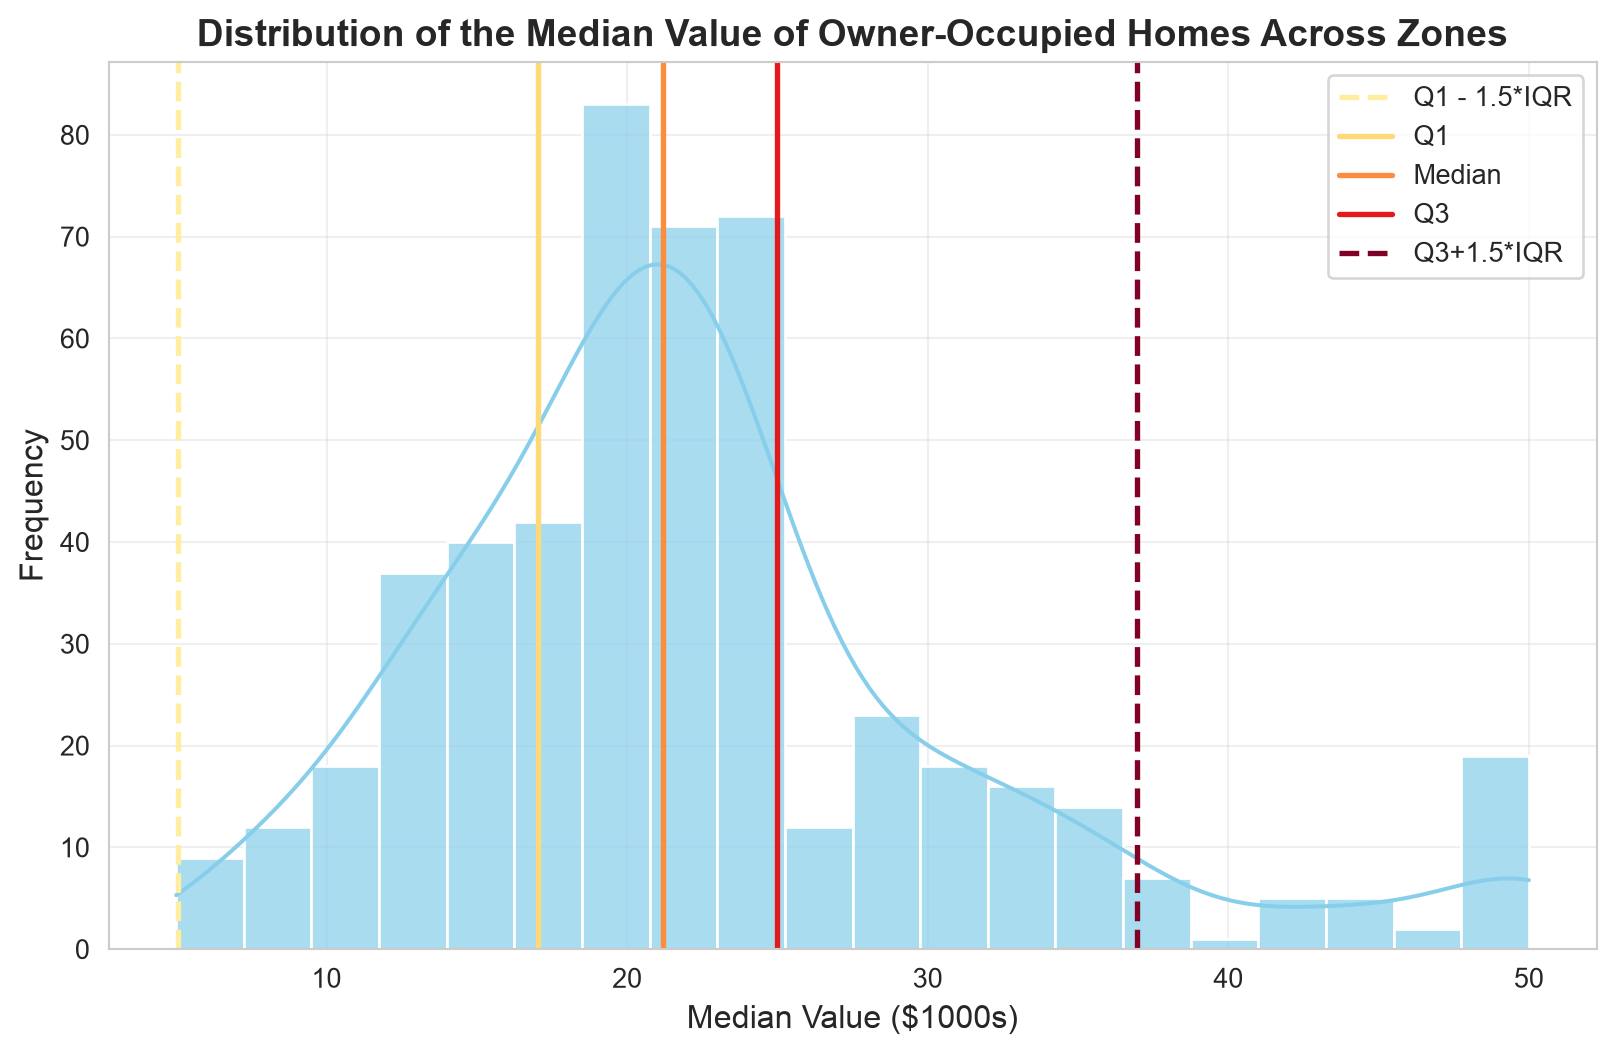 Distribution of the Median Value of Owner-Occupied Homes Across Zones
Q1 - 1.5*IQR
Q1
Median
Q3
Q3+1.5*IQR
Frequency
80
70
60
50
40
30
20
10
0
10 20 30 40 50
Median Value ($1000s)